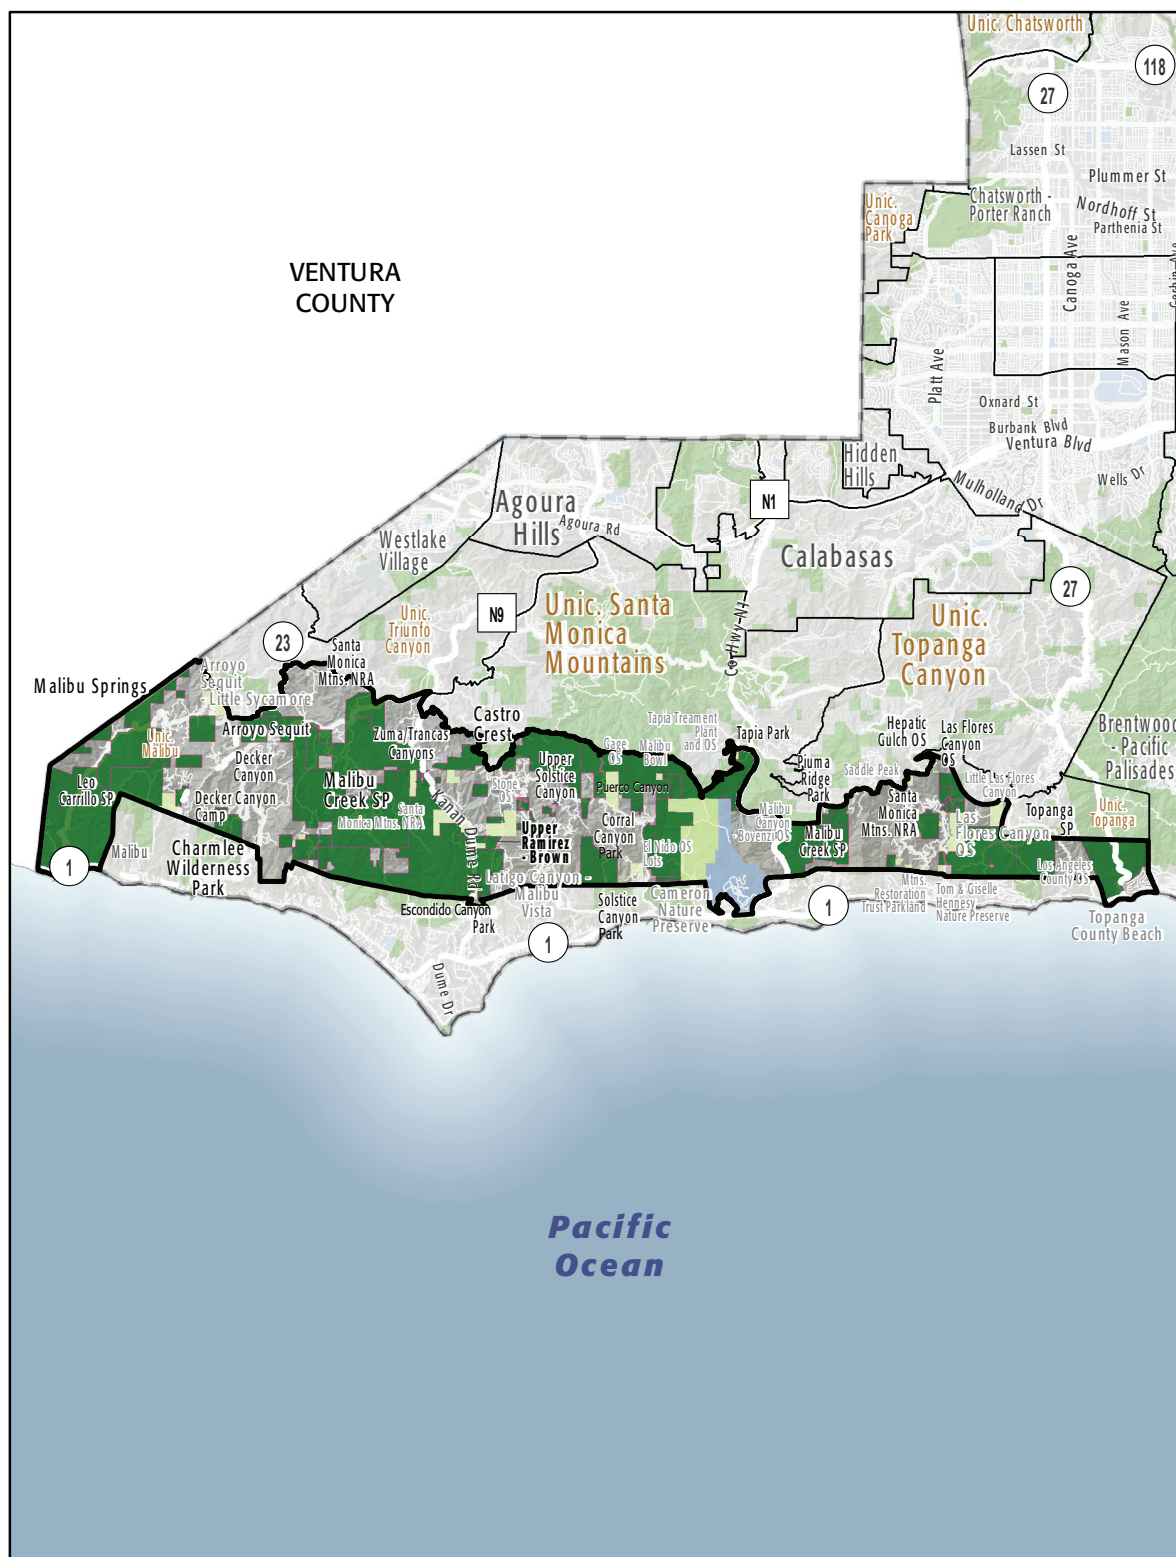 Unic. Chatsworth
118
27
Lassen St
Plummer St
Chatsworth -
Porter Ranch
Nordhoff St
Parthenia St
Unic.
Canoga
Park
Canoga Ave
Corbin Ave
Mason Ave
Platt Ave
VENTURA
COUNTY
Oxnard St
Burbank Blvd
Ventura Blvd
Hidden
Hills
Wells Dr
Mulholland Dr
N1
Agoura
Hills
Agoura Rd
Westlake
Village
Calabasas
27
N9
Unic. Santa
Monica
Mountains
Unic.
Triunfo
Canyon
Unic.
Topanga
Canyon
Co Hwy-N1
23
Santa
Monica
Mtns. NRA
Arroyo
Sequit
- Little Sycamore
Malibu Springs
Arroyo Sequit
Unic.
Malibu
Castro
Crest
Zuma/Trancas
Canyons
Tapia Treament
Plant
and OS
Tapia Park
Hepatic
Gulch OS
Las Flores
Canyon
OS
Brentwood
- Pacific
Palisades
Gage
OS
Malibu
Bowl
Upper
Solstice
Canyon
Piuma
Ridge
Park
Saddle Peak
Little Las Flores
Canyon
Leo
Carrillo SP
Decker
Canyon
Malibu
Creek SP
Stone
OS
Puerco Canyon
Decker Canyon
Camp
Santa
Monica Mtns. NRA
Kanan Dume Rd
Upper
Ramirez
- Brown
Corral
Canyon
Park
Malibu
Canyon
- Boyenzi OS
Malibu
Creek SP
Santa
Monica
Mtns. NRA
Las
Flores Canyon
OS
Topanga
SP
Unic.
Topanga
1
Malibu
Charmlee
Wilderness
Park
El Nido OS
Lots
Latigo Canyon -
Malibu
Vista
Los Angeles
County OS
Escondido Canyon
Park
Solstice
Canyon
Park
Cameron
Nature
Preserve
1
1
Mtns.
Restoration
Trust Parkland
Tom & Giselle
Hennesy
Nature Preserve
Topanga
County Beach
Dume Dr
Pacific
Ocean